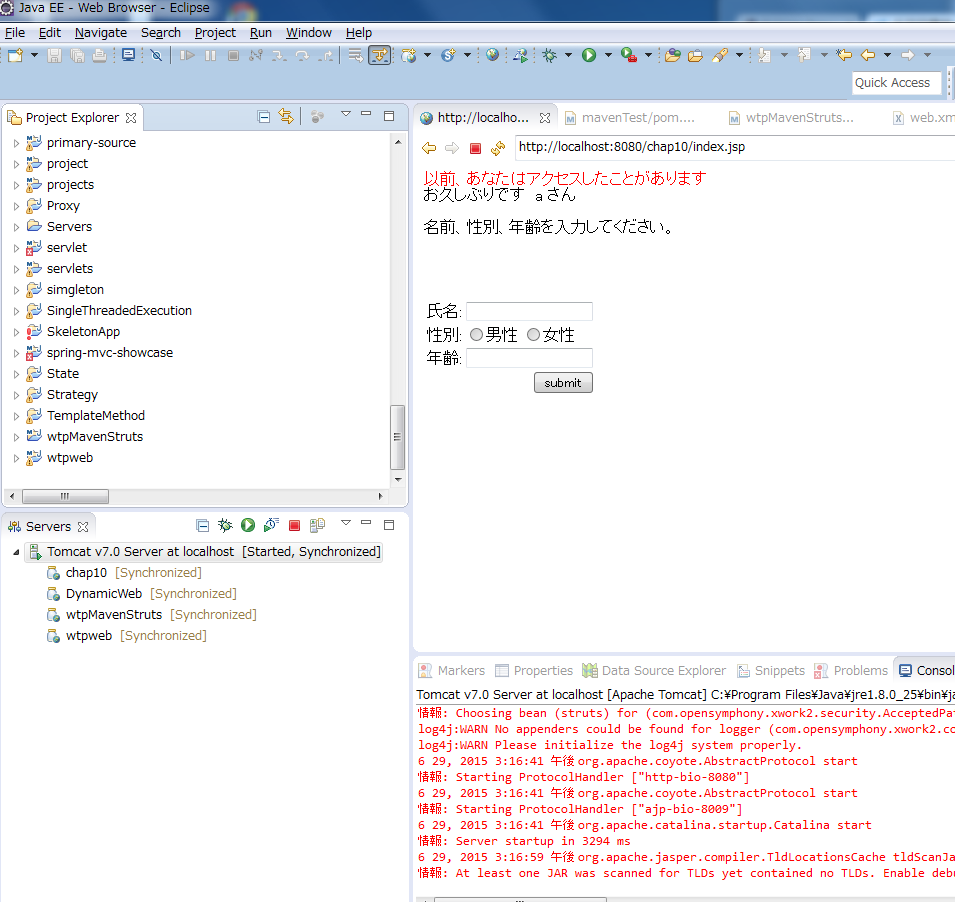 Java EE - Web Browser - Eclipse
File Edit Navigate Search Project Run Window Help
Quick Access
Project Explorer
primary-source
project
projects
Proxy
Servers
servlet
servlets
simgleton
SingleThreadedExecution
SkeletonApp
spring-mvc-showcase
State
Strategy
TemplateMethod
wtpMavenStruts
wtpweb
Servers
Tomcat v7.0 Server at localhost [Started, Synchronized]
chap10 [Synchronized]
DynamicWeb [Synchronized]
wtpMavenStruts [Synchronized]
wtpweb [Synchronized]
http://localho... mavenTest/pom.... wtpMavenStruts... web.xm
http://localhost:8080/chap10/index.jsp
以前、あなたはアクセスしたことがあります
お久しぶりです aさん
名前、性別、年齢を入力してください。
氏名:
性別: 男性 女性
年齢:
submit
Markers Properties Data Source Explorer Snippets Problems Consol
Tomcat v7.0 Server at localhost [Apache Tomcat] C:¥Program Files¥Java¥jre1.8.0_25¥bin¥ja
情報: Choosing bean (struts) for (com.opensymphony.xwork2.security.AcceptedPat
log4j:WARN No appenders could be found for logger (com.opensymphony.xwork2.co
log4j:WARN Please initialize the log4j system properly.
6 29, 2015 3:16:41 午後 org.apache.coyote.AbstractProtocol start
情報: Starting ProtocolHandler ["http-bio-8080"]
6 29, 2015 3:16:41 午後 org.apache.coyote.AbstractProtocol start
情報: Starting ProtocolHandler ["ajp-bio-8009"]
6 29, 2015 3:16:41 午後 org.apache.catalina.startup.Catalina start
情報: Server startup in 3294 ms
6 29, 2015 3:16:59 午後 org.apache.jasper.compiler.TldLocationsCache tldScanJa
情報: At least one JAR was scanned for TLDs yet contained no TLDs. Enable debu